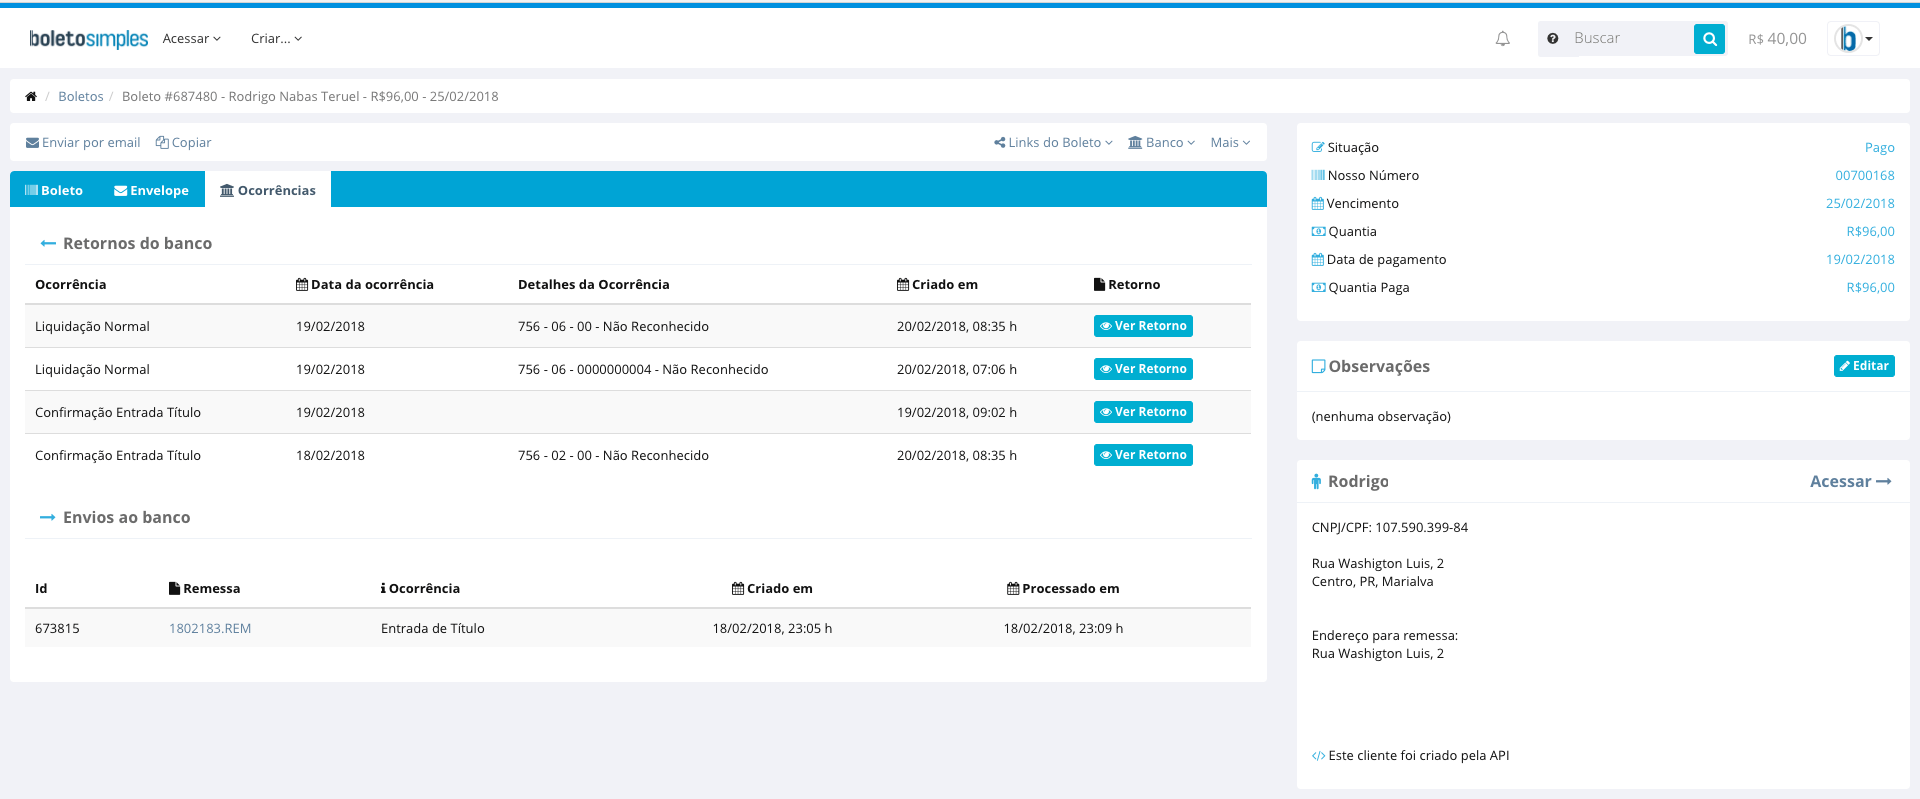 boletosimples Acessar Criar... Buscar R$ 40,00
/ Boletos / Boleto #687480 - Rodrigo Nabas Teruel - R$96,00 - 25/02/2018
Enviar por email Copiar Links do Boleto Banco Mais
Boleto Envelope Ocorrências
Retornos do banco
Ocorrência Data da ocorrência Detalhes da Ocorrência Criado em Retorno
Liquidação Normal 19/02/2018 756 - 06 - 00 - Não Reconhecido 20/02/2018, 08:35 h Ver Retorno
Liquidação Normal 19/02/2018 756 - 06 - 0000000004 - Não Reconhecido 20/02/2018, 07:06 h Ver Retorno
Confirmação Entrada Título 19/02/2018 19/02/2018, 09:02 h Ver Retorno
Confirmação Entrada Título 18/02/2018 756 - 02 - 00 - Não Reconhecido 20/02/2018, 08:35 h Ver Retorno
Envios ao banco
Id Remessa Ocorrência Criado em Processado em
673815 1802183.REM Entrada de Título 18/02/2018, 23:05 h 18/02/2018, 23:09 h
Situação Pago
Nosso Número 00700168
Vencimento 25/02/2018
Quantia R$96,00
Data de pagamento 19/02/2018
Quantia Paga R$96,00
Observações Editar
(nenhuma observação)
Rodrigo Acessar
CNPJ/CPF: 107.590.399-84
Rua Washigton Luis, 2
Centro, PR, Marialva
Endereço para remessa:
Rua Washigton Luis, 2
Este cliente foi criado pela API